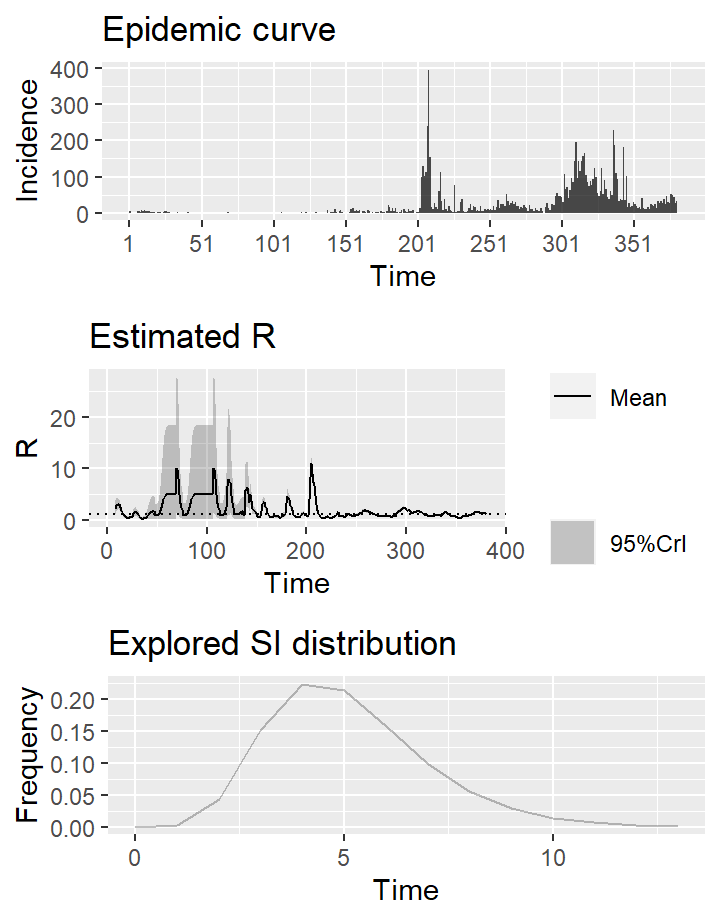 Epidemic curve
Incidence
400
300
200
100
0
1 51 101 151 201 251 301 351
Time
Estimated R
R
20
10
0
0 100 200 300 400
Time
Mean
95%CrI
Explored SI distribution
Frequency
0.20
0.15
0.10
0.05
0.00
0 5 10
Time